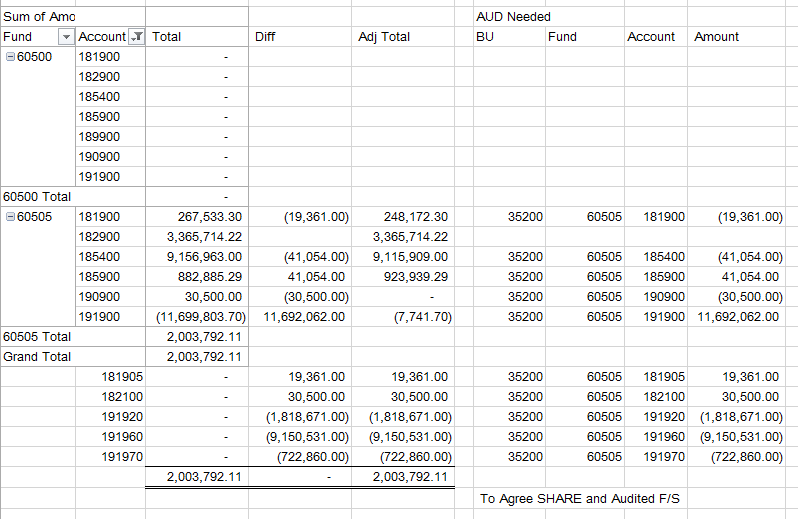 Sum of Amo AUD Needed
Fund Account Total Diff Adj Total BU Fund Account Amount
60500 181900 -
182900 -
185400 -
185900 -
189900 -
190900 -
191900 -
60500 Total -
60505 181900 267,533.30 (19,361.00) 248,172.30 35200 60505 181900 (19,361.00)
182900 3,365,714.22 3,365,714.22
185400 9,156,963.00 (41,054.00) 9,115,909.00 35200 60505 185400 (41,054.00)
185900 882,885.29 41,054.00 923,939.29 35200 60505 185900 41,054.00
190900 30,500.00 (30,500.00) - 35200 60505 190900 (30,500.00)
191900 (11,699,803.70) 11,692,062.00 (7,741.70) 35200 60505 191900 11,692,062.00
60505 Total 2,003,792.11
Grand Total 2,003,792.11
181905 - 19,361.00 19,361.00 35200 60505 181905 19,361.00
182100 - 30,500.00 30,500.00 35200 60505 182100 30,500.00
191920 - (1,818,671.00) (1,818,671.00) 35200 60505 191920 (1,818,671.00)
191960 - (9,150,531.00) (9,150,531.00) 35200 60505 191960 (9,150,531.00)
191970 - (722,860.00) (722,860.00) 35200 60505 191970 (722,860.00)
2,003,792.11 - 2,003,792.11
To Agree SHARE and Audited F/S